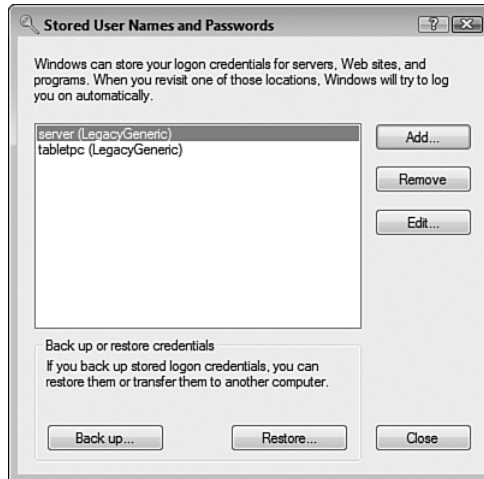 Stored User Names and Passwords
Windows can store your logon credentials for servers, Web sites, and
programs. When you revisit one of those locations, Windows will try to log
you on automatically.
server (LegacyGeneric)
tabletpc (LegacyGeneric)
Add...
Remove
Edit...
Back up or restore credentials
If you back up stored logon credentials, you can
restore them or transfer them to another computer.
Back up...
Restore...
Close